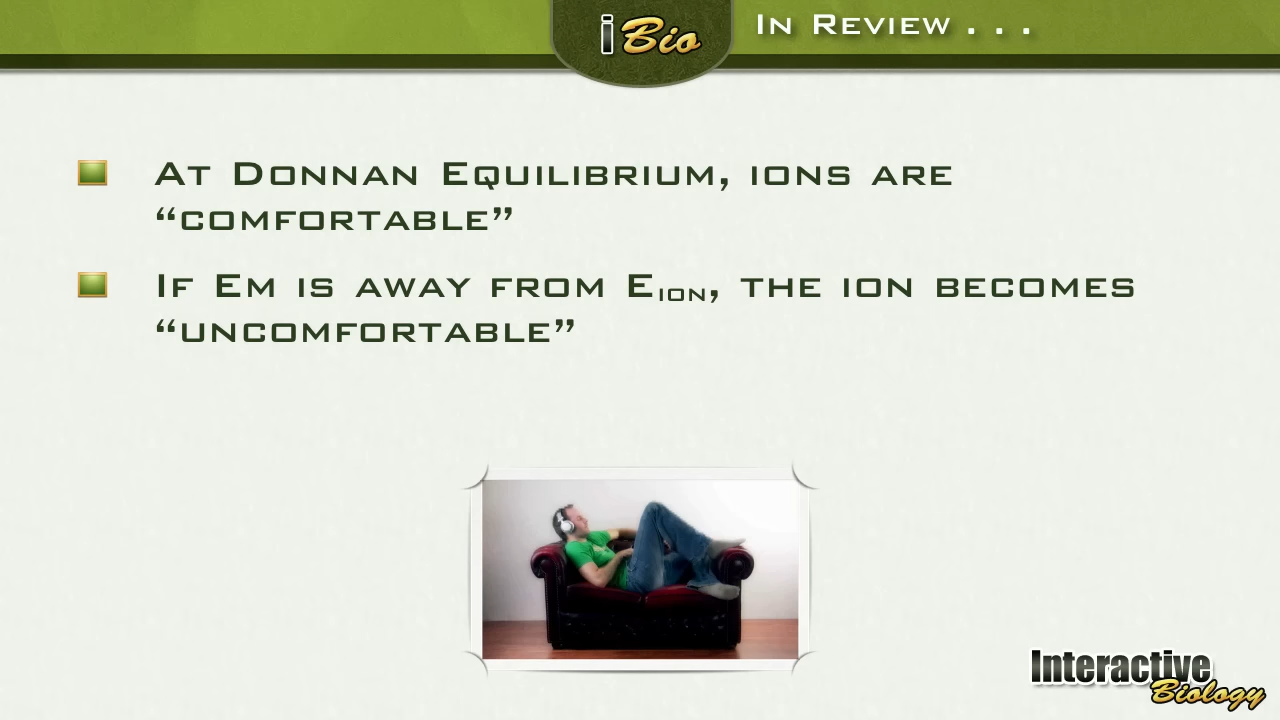 i Bio
In Review . . .
At Donnan Equilibrium, ions are
“comfortable”
If Em is away from Eion, the ion becomes
“uncomfortable”
Interactive
Biology